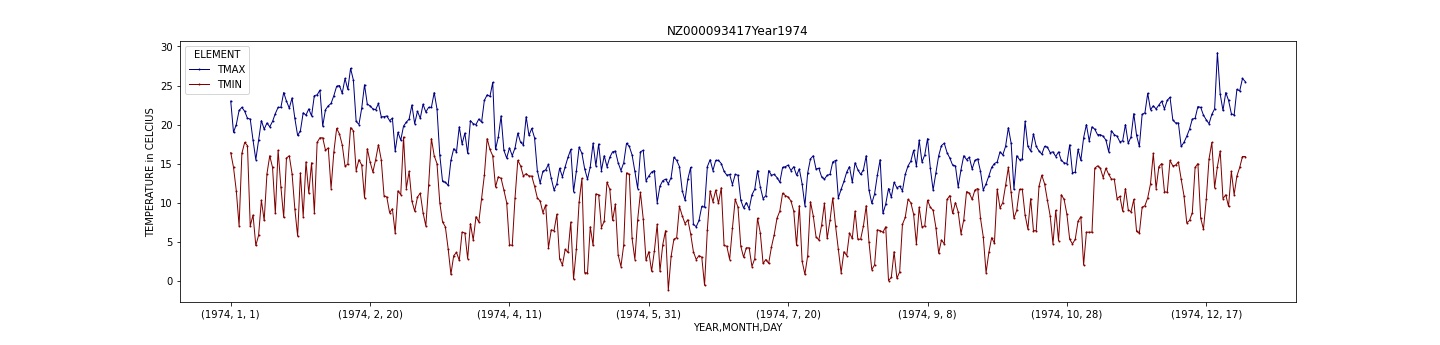 NZ000093417Year1974
ELEMENT
TMAX
TMIN
TEMPERATURE in CELCIUS
30
25
20
15
10
5
0
(1974, 1, 1) (1974, 2, 20) (1974, 4, 11) (1974, 5, 31) (1974, 7, 20) (1974, 9, 8) (1974, 10, 28) (1974, 12, 17)
YEAR,MONTH,DAY